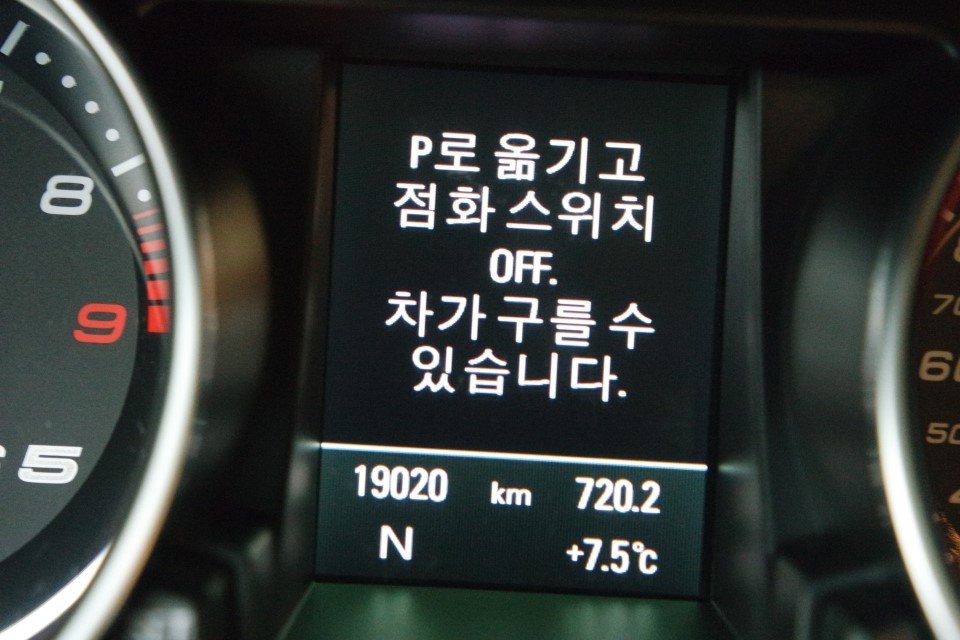 P로 옮기고
점화 스위치
OFF.
차가 구를 수
있습니다.
19020 km 720.2
N +7.5℃
8
9
65